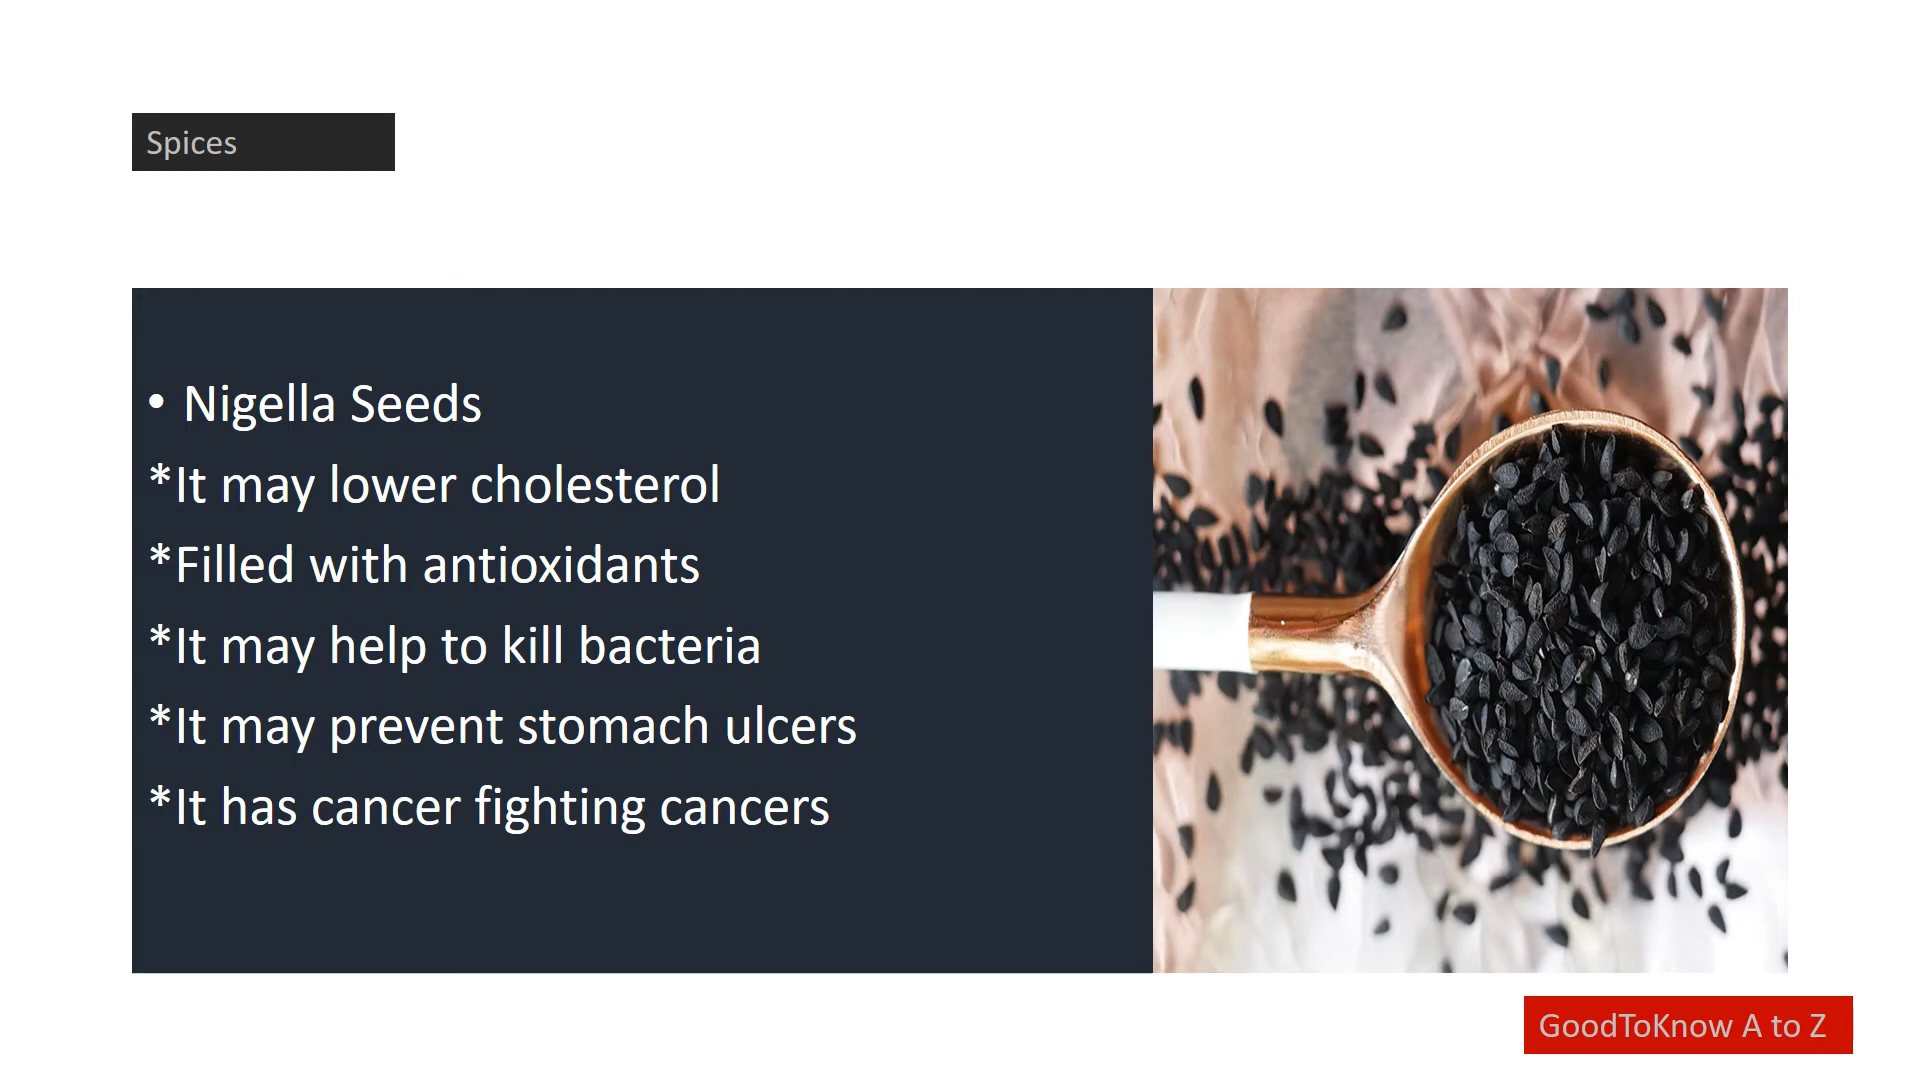 Spices
• Nigella Seeds
*It may lower cholesterol
*Filled with antioxidants
*It may help to kill bacteria
*It may prevent stomach ulcers
*It has cancer fighting cancers
GoodToKnow A to Z